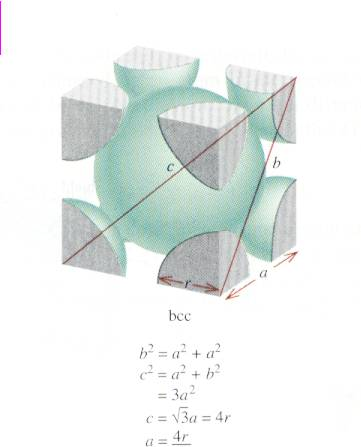 c
b
a
r
bcc
b² = a² + a²
c² = a² + b²
= 3a²
c = √3a = 4r
a = 4r